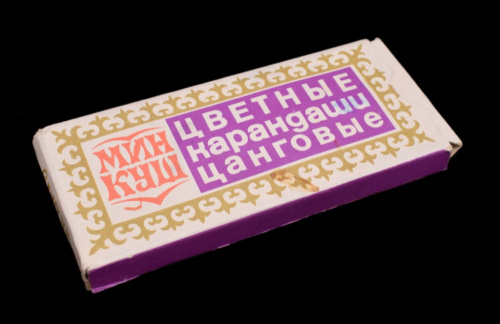 МИН
КУШ
ЦВЕТНЫЕ
карандаши
цанговые